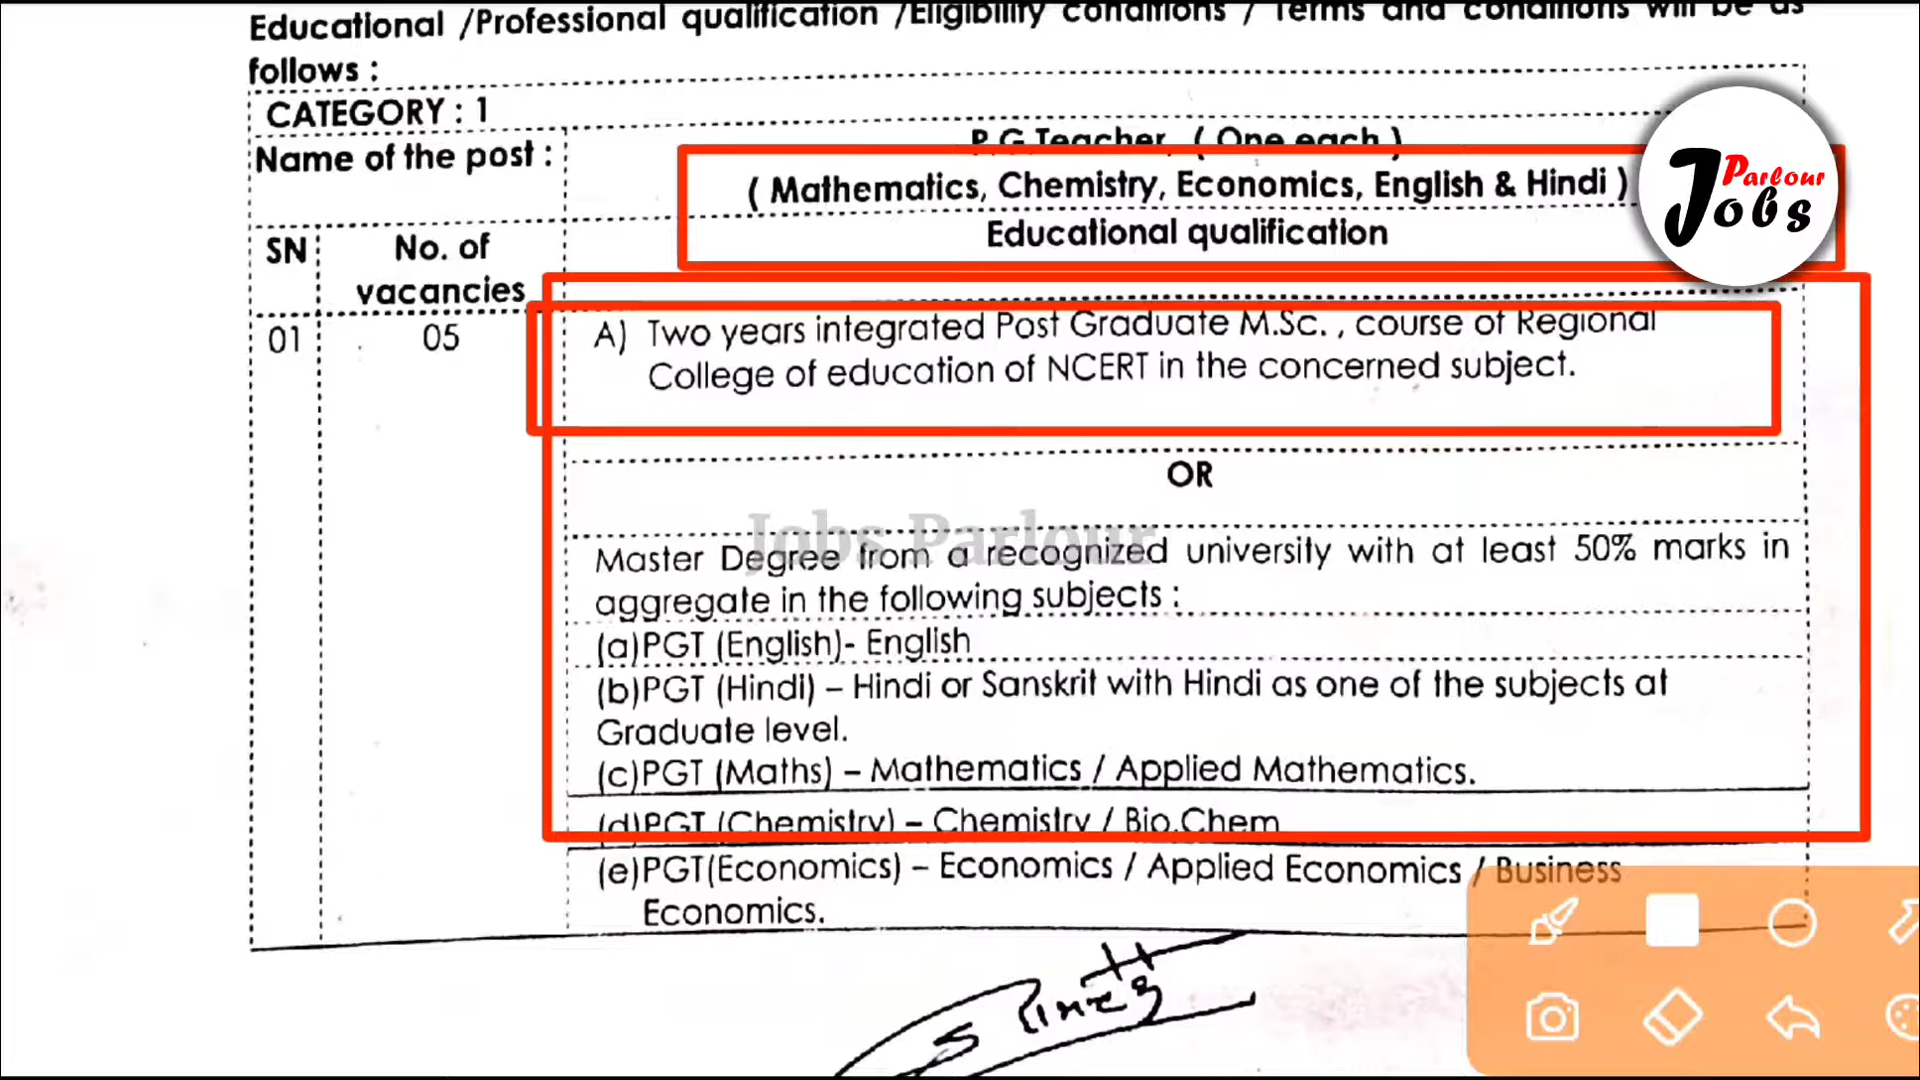 Educational /Professional qualification /Eligibility conditions / Terms and conditions will be as
follows :
CATEGORY : 1
Name of the post :
P.G.Teacher, ( One each )
( Mathematics, Chemistry, Economics, English & Hindi )
Parlour
Jobs
SN
No. of
vacancies
Educational qualification
01
05
A) Two years integrated Post Graduate M.Sc. , course of Regional
College of education of NCERT in the concerned subject.
OR
Jobs Parlour
Master Degree from a recognized university with at least 50% marks in
aggregate in the following subjects :
(a)PGT (English)- English
(b)PGT (Hindi) – Hindi or Sanskrit with Hindi as one of the subjects at
Graduate level.
(c)PGT (Maths) – Mathematics / Applied Mathematics.
(d)PGT (Chemistry) – Chemistry / Bio.Chem
(e)PGT(Economics) – Economics / Applied Economics / Business
Economics.